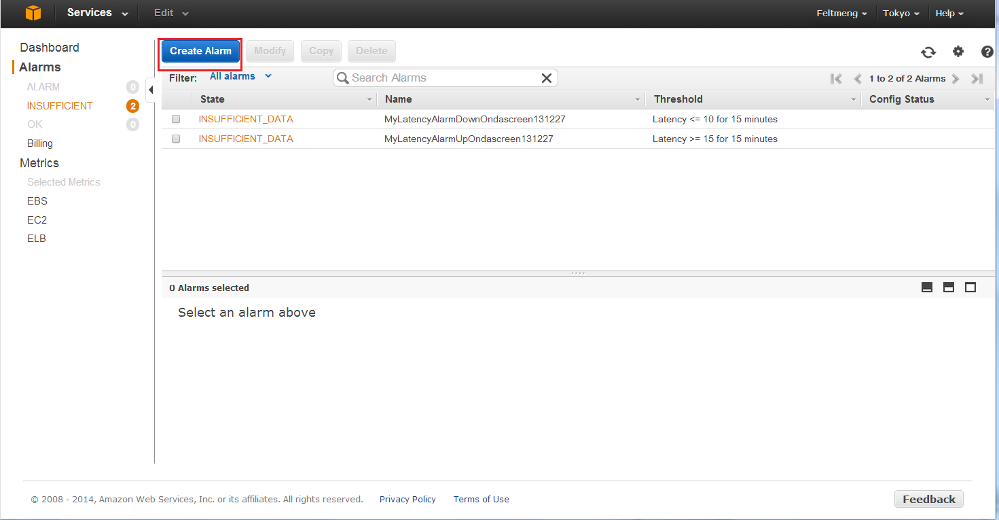 Services Edit Feltmeng Tokyo Help
Dashboard
Alarms
ALARM 0
INSUFFICIENT 2
OK 0
Billing
Metrics
Selected Metrics
EBS
EC2
ELB
Create Alarm Modify Copy Delete
Filter: All alarms Search Alarms 1 to 2 of 2 Alarms
State Name Threshold Config Status
INSUFFICIENT_DATA MyLatencyAlarmDownOndascreen131227 Latency <= 10 for 15 minutes
INSUFFICIENT_DATA MyLatencyAlarmUpOndascreen131227 Latency >= 15 for 15 minutes
0 Alarms selected
Select an alarm above
© 2008 - 2014, Amazon Web Services, Inc. or its affiliates. All rights reserved. Privacy Policy Terms of Use Feedback